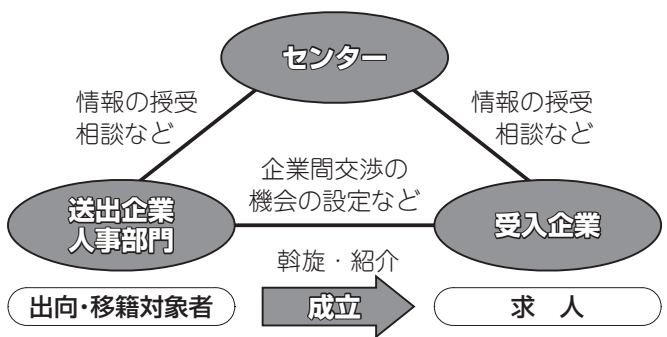 センター
情報の授受
相談など
情報の授受
相談など
企業間交渉の
機会の設定など
送出企業
人事部門
受入企業
斡旋・紹介
出向・移籍対象者
成立
求　人